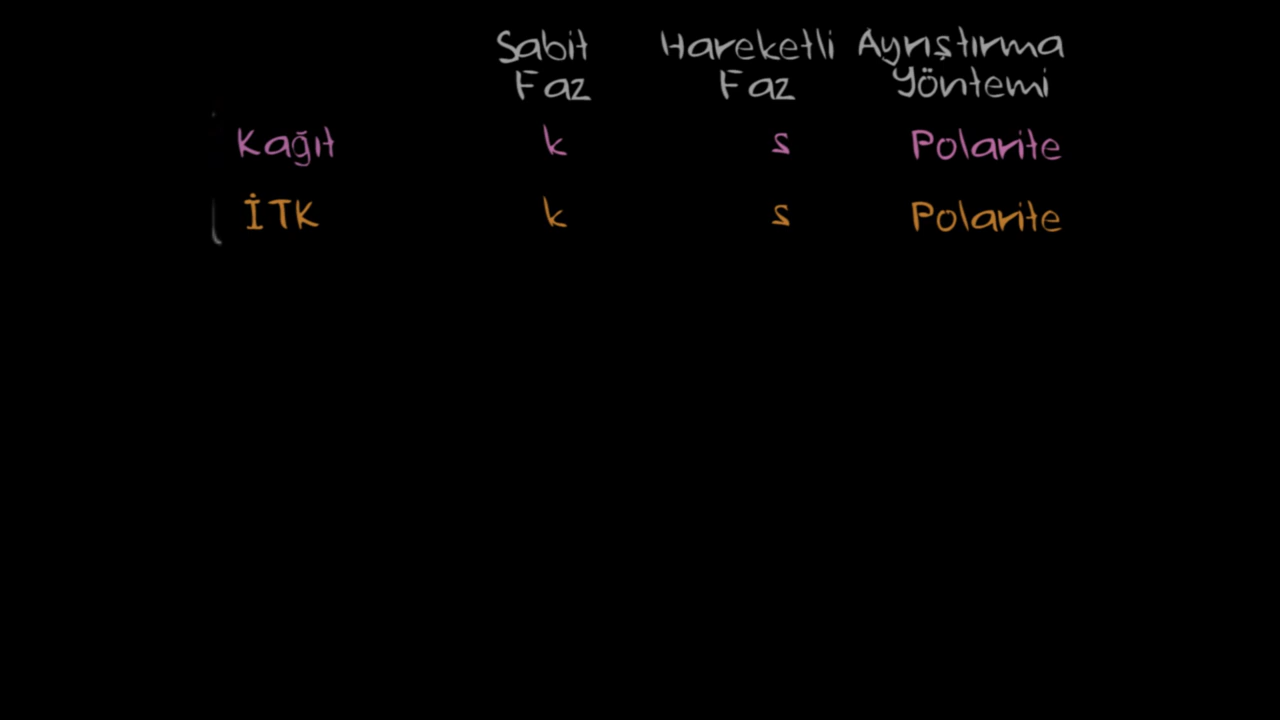 Sabit Faz Hareketli Faz Ayrıştırma Yöntemi
Kağıt k s Polarite
İTK k s Polarite